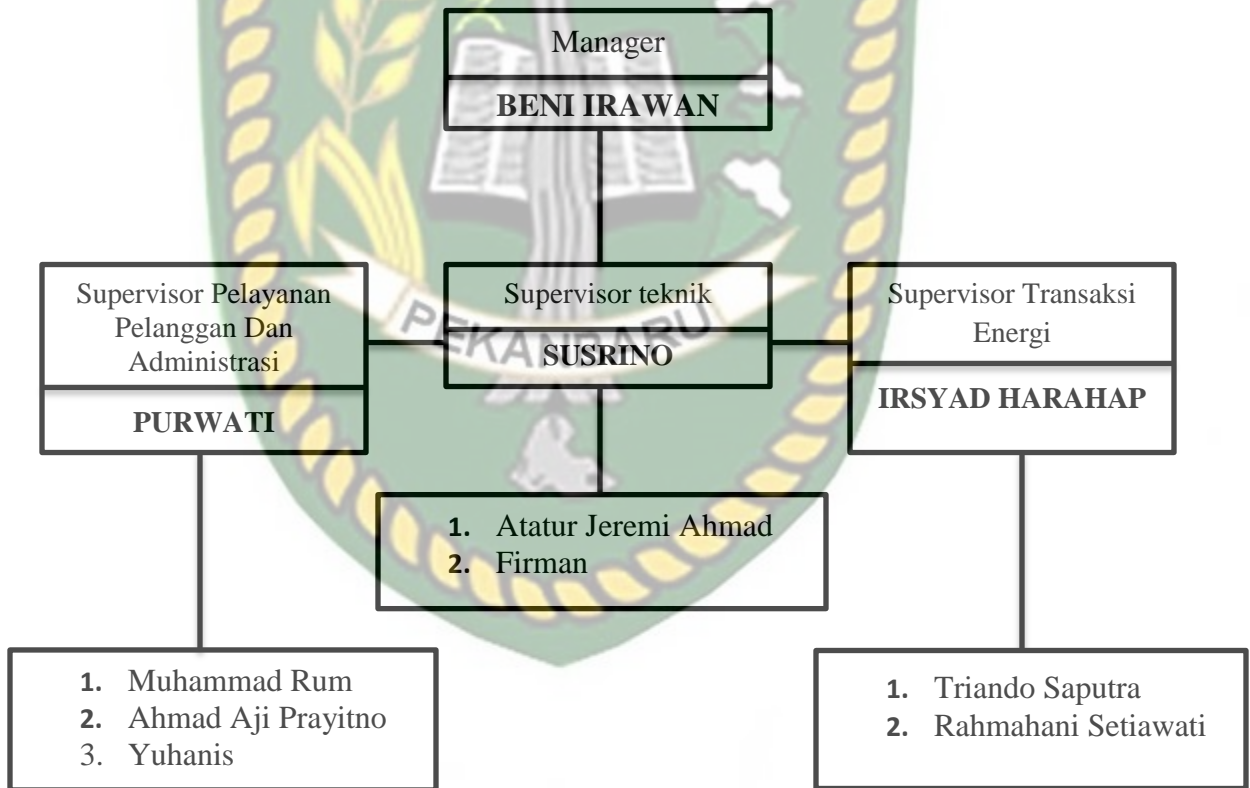 Manager
BENI IRAWAN
Supervisor Pelayanan
Pelanggan Dan
Administrasi
PURWATI
Supervisor teknik
SUSRINO
Supervisor Transaksi
Energi
IRSYAD HARAHAP
PEKANBARU
1. Atatur Jeremi Ahmad
2. Firman
1. Muhammad Rum
2. Ahmad Aji Prayitno
3. Yuhanis
1. Triando Saputra
2. Rahmahani Setiawati